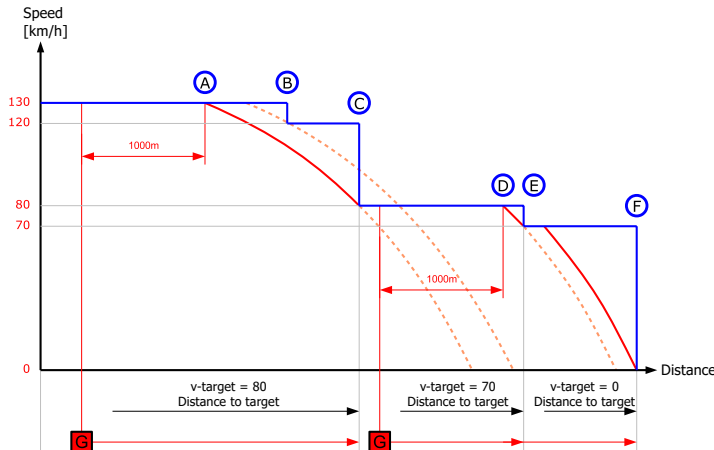 Speed
[km/h]
A
B
C
130
120
1000m
D
E
F
80
70
1000m
0
Distance
v-target = 80
Distance to target
v-target = 70
Distance to target
v-target = 0
Distance to target
G
G